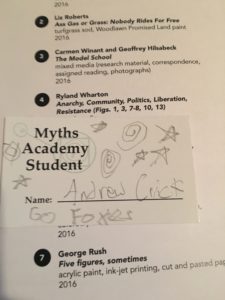 2016
2 Liz Roberts
Ass Gas or Grass: Nobody Rides For Free
turfgrass sod, Woodlawn Promised Land paint
2016
3 Carmen Winant and Geoffrey Hilsabeck
The Model School
mixed media (research material, correspondence,
assigned reading, photographs)
2016
4 Ryland Wharton
Anarchy, Community, Politics, Liberation,
Resistance (Figs. 1, 3, 7-8, 10, 13)
Myths
Academy
Student
Name: Andrew
Go Foxes
2016
7 George Rush
Five figures, sometimes
acrylic paint, ink-jet printing, cut and pasted pap
2016